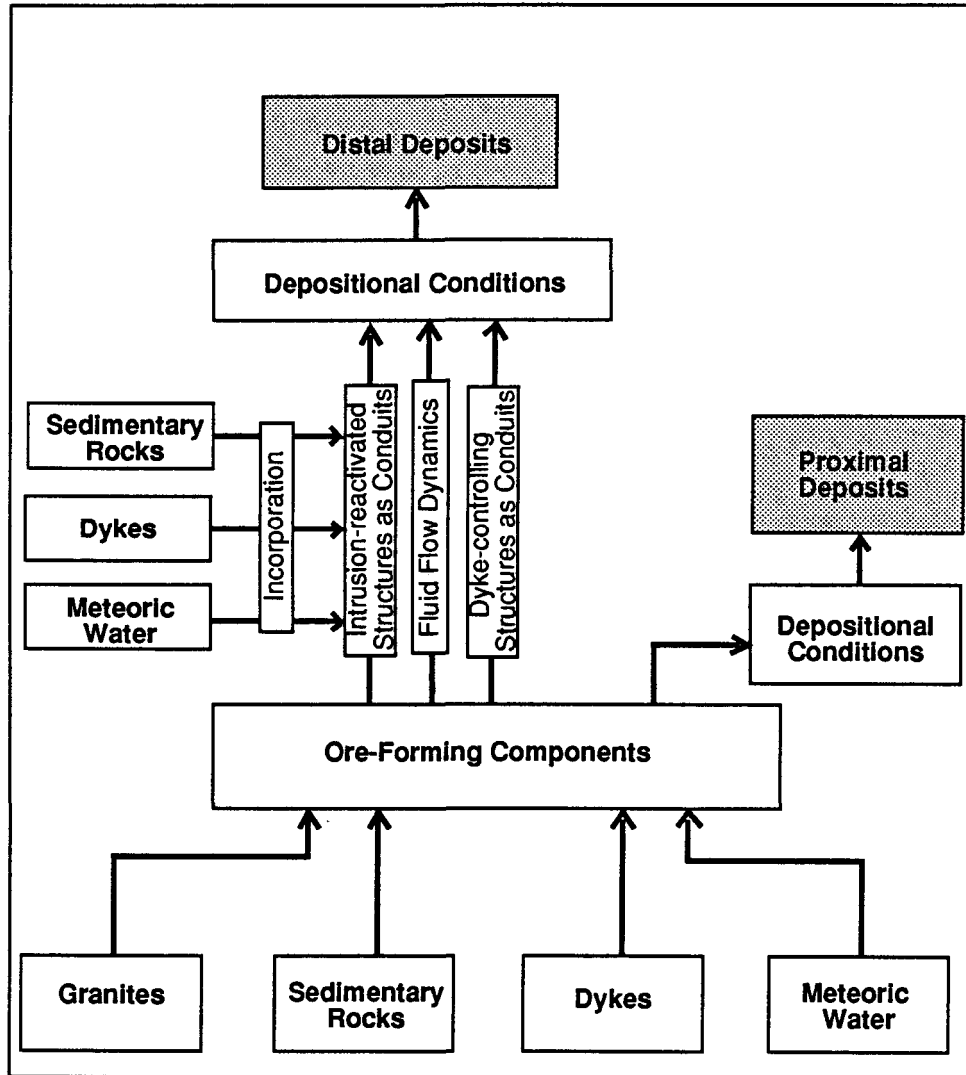 Distal Deposits
Depositional Conditions
Sedimentary
Rocks
Dykes
Meteoric
Water
Incorporation
Intrusion-reactivated
Structures as Conduits
Fluid Flow Dynamics
Dyke-controlling
Structures as Conduits
Proximal
Deposits
Depositional
Conditions
Ore-Forming Components
Granites
Sedimentary
Rocks
Dykes
Meteoric
Water